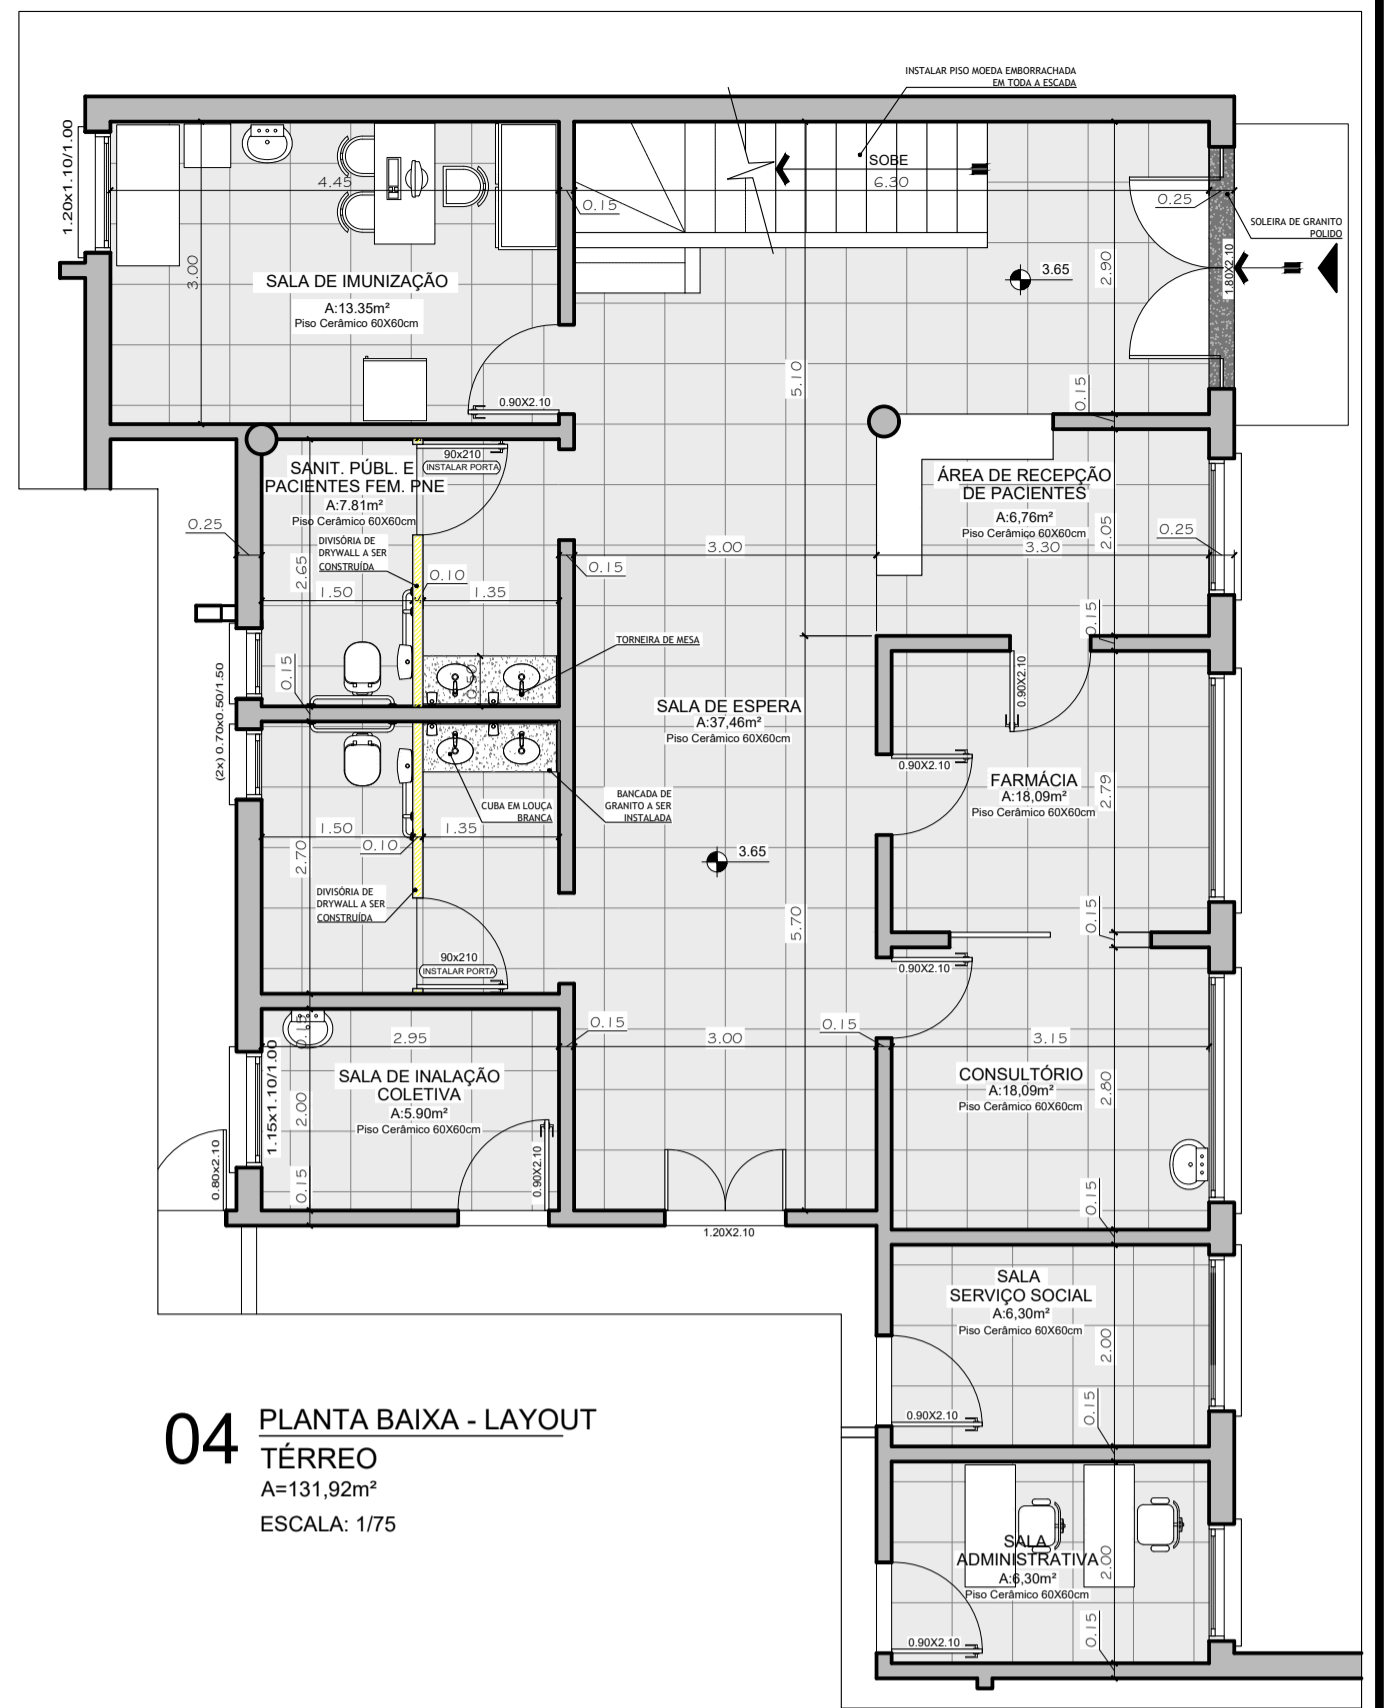 INSTALAR PISO MOEDA EMBORRACHADA
EM TODA A ESCADA
1.20x1.10/1.00
SOBE
4.45
6.30
0.15
0.25
SOLEIRA DE GRANITO
POLIDO
1.80X2.10
3.00
SALA DE IMUNIZAÇÃO
A:13.35m²
Piso Cerâmico 60X60cm
3.65
2.90
5.10
0.15
0.90X2.10
90x210
INSTALAR PORTA
SANIT. PÚBL. E
PACIENTES FEM. PNE
A:7.81m²
Piso Cerâmico 60X60cm
ÁREA DE RECEPÇÃO
DE PACIENTES
A:6,76m²
Piso Cerâmico 60X60cm
2.05
0.25
0.25
DIVISÓRIA DE
DRYWALL A SER
CONSTRUÍDA
3.00
3.30
2.65
0.10
0.15
1.50
1.35
0.15
TORNEIRA DE MESA
0.15
0.50
0.90X2.10
(2x) 0.70x0.50/1.50
SALA DE ESPERA
A:37,46m²
Piso Cerâmico 60X60cm
0.90X2.10
FARMÁCIA
A:18,09m²
Piso Cerâmico 60X60cm
2.79
CUBA EM LOUÇA
BRANCA
BANCADA DE
GRANITO A SER
INSTALADA
1.50
1.35
0.10
2.70
3.65
DIVISÓRIA DE
DRYWALL A SER
CONSTRUÍDA
5.70
0.15
90x210
INSTALAR PORTA
0.90X2.10
0.15
0.15
0.15
2.95
3.00
3.15
1.15x1.10/1.00
SALA DE INALAÇÃO
COLETIVA
A:5.90m²
Piso Cerâmico 60X60cm
2.00
CONSULTÓRIO
A:18,09m²
Piso Cerâmico 60X60cm
2.80
0.80x2.10
0.15
0.90X2.10
0.15
1.20X2.10
SALA
SERVIÇO SOCIAL
A:6,30m²
Piso Cerâmico 60X60cm
2.00
0.90X2.10
0.15
04
PLANTA BAIXA - LAYOUT
TÉRREO
A=131,92m²
ESCALA: 1/75
SALA
ADMINISTRATIVA
A:6,30m²
Piso Cerâmico 60X60cm
2.00
0.90X2.10
0.15